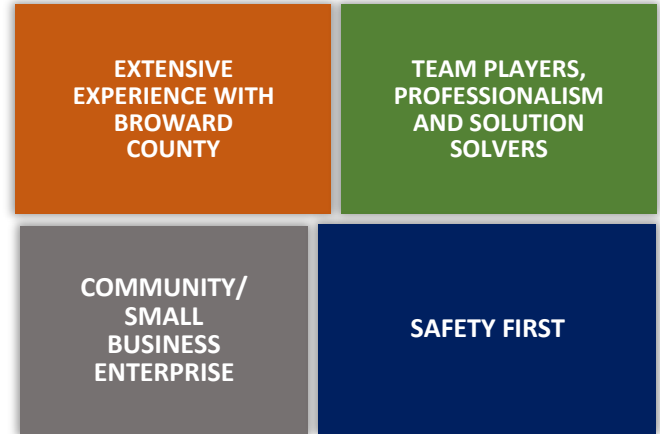 EXTENSIVE
EXPERIENCE WITH
BROWARD
COUNTY
TEAM PLAYERS,
PROFESSIONALISM
AND SOLUTION
SOLVERS
COMMUNITY/
SMALL
BUSINESS
ENTERPRISE
SAFETY FIRST